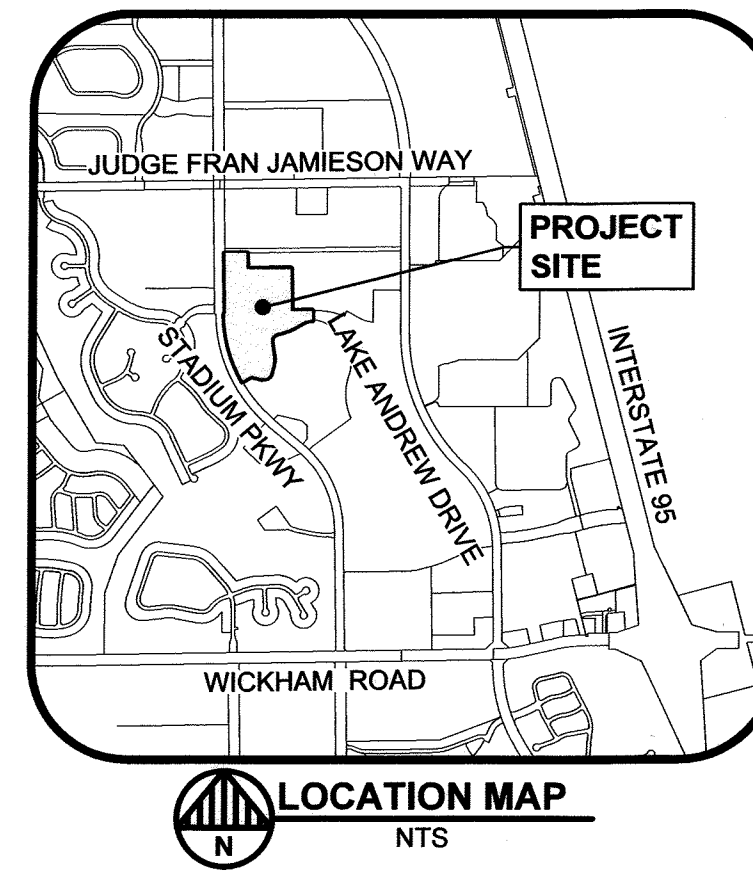 JUDGE FRAN JAMIESON WAY
PROJECT
SITE
STADIUM PKWY
LAKE ANDREW DRIVE
INTERSTATE 95
WICKHAM ROAD
LOCATION MAP
N
NTS